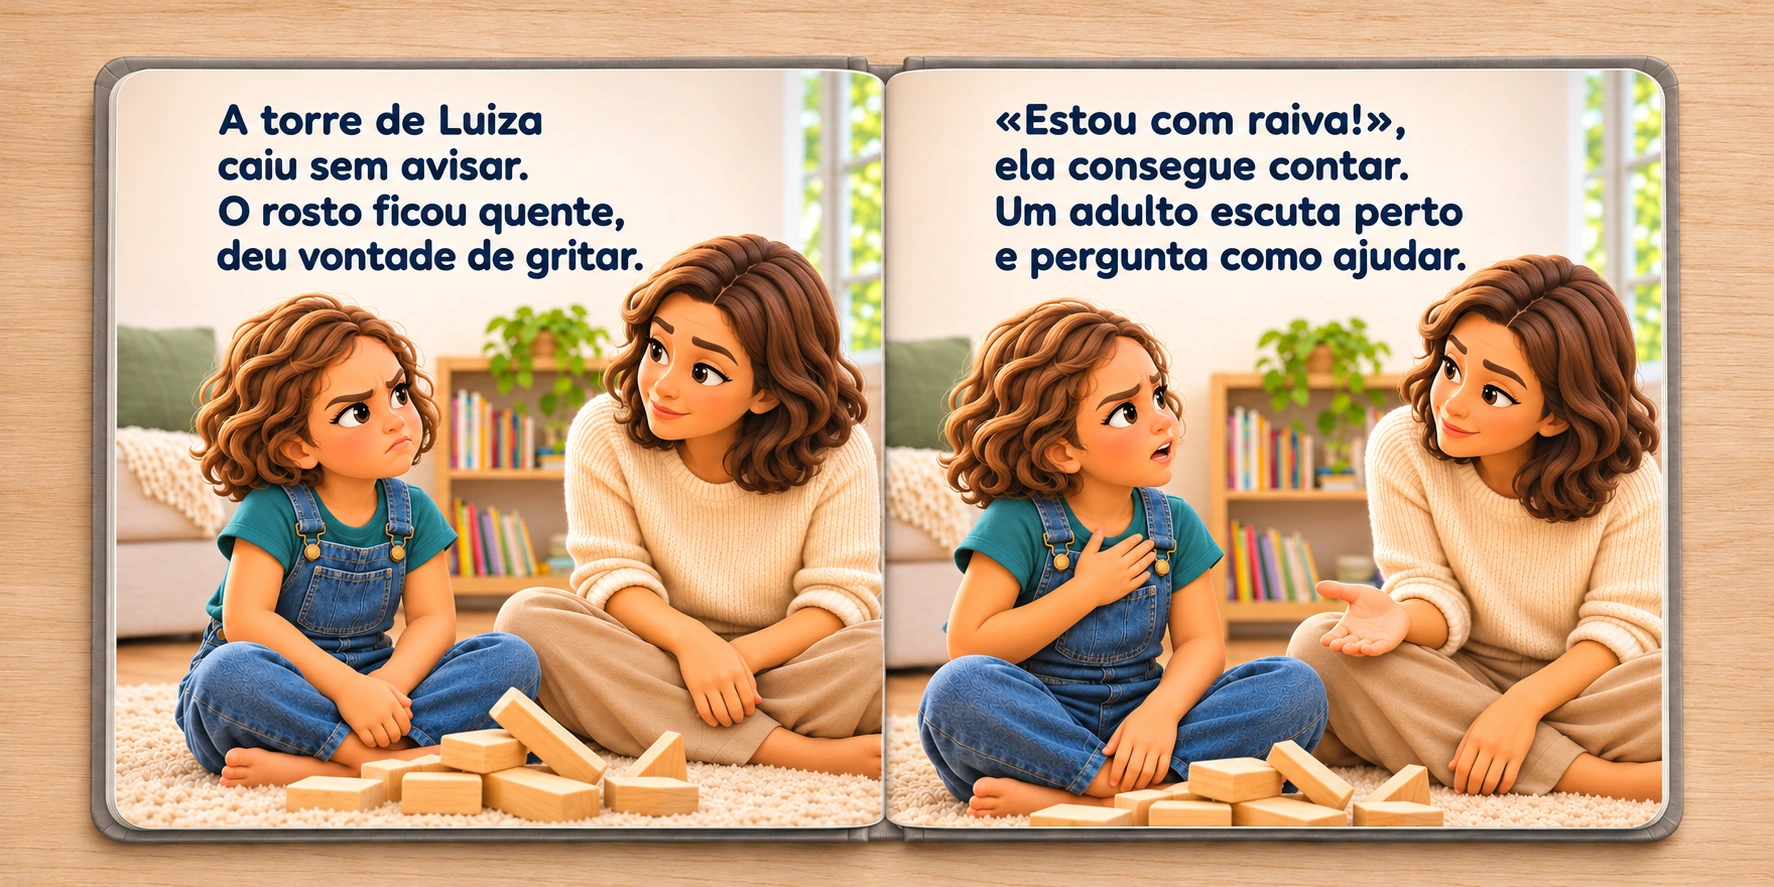 A torre de Luiza
caiu sem avisar.
O rosto ficou quente,
deu vontade de gritar.
«Estou com raiva!»,
ela consegue contar.
Um adulto escuta perto
e pergunta como ajudar.